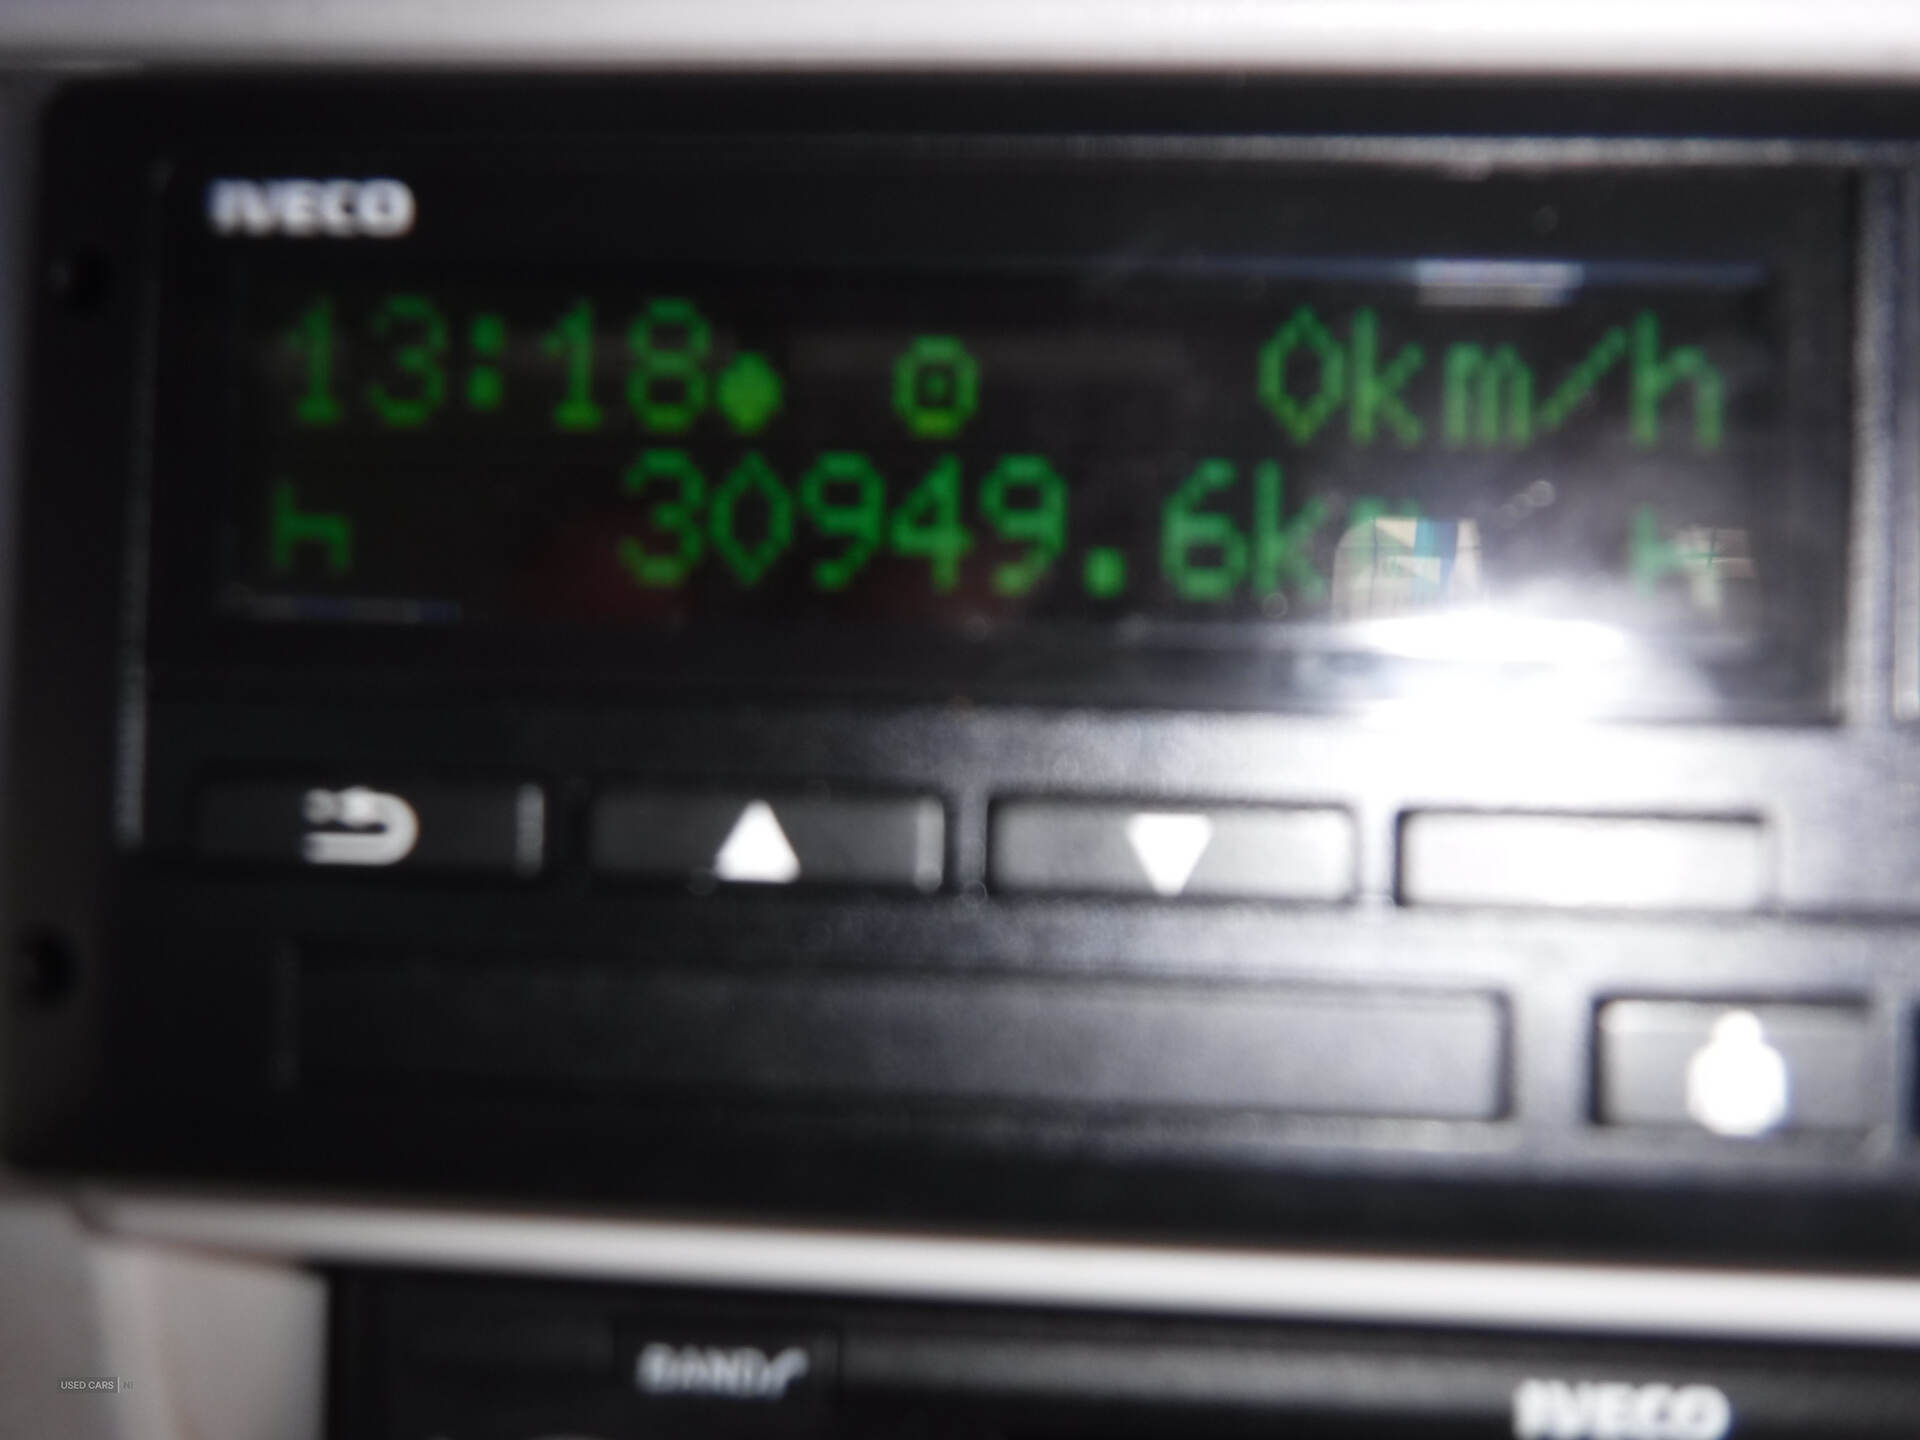 IVECO
13:18 0km/h
30949.6km
BAND
IVECO
USED CARS NI